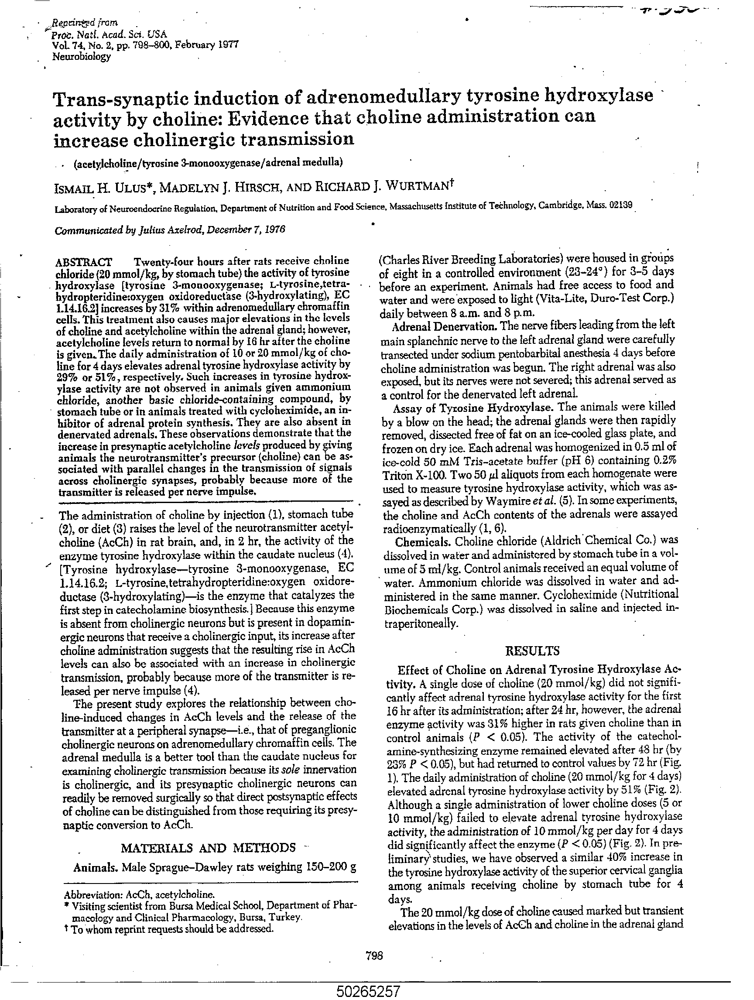 Reprinted from
Proc. Natl. Acad. Sci. USA
Vol. 74, No. 2, pp. 798–800, February 1977
Neurobiology
Trans-synaptic induction of adrenomedullary tyrosine hydroxylase
activity by choline: Evidence that choline administration can
increase cholinergic transmission
(acetylcholine/tyrosine 3-monooxygenase/adrenal medulla)
ISMAIL H. ULUS*, MADELYN J. HIRSCH, AND RICHARD J. WURTMAN†
Laboratory of Neuroendocrine Regulation, Department of Nutrition and Food Science, Massachusetts Institute of Technology, Cambridge, Mass. 02139
Communicated by Julius Axelrod, December 7, 1976
ABSTRACT Twenty-four hours after rats receive choline
chloride (20 mmol/kg, by stomach tube) the activity of tyrosine
hydroxylase [tyrosine 3-monooxygenase; L-tyrosine,tetra-
hydropteridine:oxygen oxidoreductase (3-hydroxylating), EC
1.14.16.2] increases by 31% within adrenomedullary chromaffin
cells. This treatment also causes major elevations in the levels
of choline and acetylcholine within the adrenal gland; however,
acetylcholine levels return to normal by 16 hr after the choline
is given. The daily administration of 10 or 20 mmol/kg of cho-
line for 4 days elevates adrenal tyrosine hydroxylase activity by
29% or 51%, respectively. Such increases in tyrosine hydrox-
ylase activity are not observed in animals given ammonium
chloride, another basic chloride-containing compound, by
stomach tube or in animals treated with cycloheximide, an in-
hibitor of adrenal protein synthesis. They are also absent in
denervated adrenals. These observations demonstrate that the
increase in presynaptic acetylcholine levels produced by giving
animals the neurotransmitter's precursor (choline) can be as-
sociated with parallel changes in the transmission of signals
across cholinergic synapses, probably because more of the
transmitter is released per nerve impulse.
The administration of choline by injection (1), stomach tube
(2), or diet (3) raises the level of the neurotransmitter acetyl-
choline (AcCh) in rat brain, and, in 2 hr, the activity of the
enzyme tyrosine hydroxylase within the caudate nucleus (4).
[Tyrosine hydroxylase—tyrosine 3-monooxygenase, EC
1.14.16.2; L-tyrosine,tetrahydropteridine:oxygen oxidore-
ductase (3-hydroxylating)—is the enzyme that catalyzes the
first step in catecholamine biosynthesis.] Because this enzyme
is absent from cholinergic neurons but is present in dopamin-
ergic neurons that receive a cholinergic input, its increase after
choline administration suggests that the resulting rise in AcCh
levels can also be associated with an increase in cholinergic
transmission, probably because more of the transmitter is re-
leased per nerve impulse (4).
The present study explores the relationship between cho-
line-induced changes in AcCh levels and the release of the
transmitter at a peripheral synapse—i.e., that of preganglionic
cholinergic neurons on adrenomedullary chromaffin cells. The
adrenal medulla is a better tool than the caudate nucleus for
examining cholinergic transmission because its sole innervation
is cholinergic, and its presynaptic cholinergic neurons can
readily be removed surgically so that direct postsynaptic effects
of choline can be distinguished from those requiring its presy-
naptic conversion to AcCh.
MATERIALS AND METHODS
Animals. Male Sprague–Dawley rats weighing 150–200 g
Abbreviation: AcCh, acetylcholine.
* Visiting scientist from Bursa Medical School, Department of Phar-
macology and Clinical Pharmacology, Bursa, Turkey.
† To whom reprint requests should be addressed.
(Charles River Breeding Laboratories) were housed in groups
of eight in a controlled environment (23–24°) for 3–5 days
before an experiment. Animals had free access to food and
water and were exposed to light (Vita-Lite, Duro-Test Corp.)
daily between 8 a.m. and 8 p.m.
Adrenal Denervation. The nerve fibers leading from the left
main splanchnic nerve to the left adrenal gland were carefully
transected under sodium pentobarbital anesthesia 4 days before
choline administration was begun. The right adrenal was also
exposed, but its nerves were not severed; this adrenal served as
a control for the denervated left adrenal.
Assay of Tyrosine Hydroxylase. The animals were killed
by a blow on the head; the adrenal glands were then rapidly
removed, dissected free of fat on an ice-cooled glass plate, and
frozen on dry ice. Each adrenal was homogenized in 0.5 ml of
ice-cold 50 mM Tris-acetate buffer (pH 6) containing 0.2%
Triton X-100. Two 50 μl aliquots from each homogenate were
used to measure tyrosine hydroxylase activity, which was as-
sayed as described by Waymire et al. (5). In some experiments,
the choline and AcCh contents of the adrenals were assayed
radioenzymatically (1, 6).
Chemicals. Choline chloride (Aldrich Chemical Co.) was
dissolved in water and administered by stomach tube in a vol-
ume of 5 ml/kg. Control animals received an equal volume of
water. Ammonium chloride was dissolved in water and ad-
ministered in the same manner. Cycloheximide (Nutritional
Biochemicals Corp.) was dissolved in saline and injected in-
traperitoneally.
RESULTS
Effect of Choline on Adrenal Tyrosine Hydroxylase Ac-
tivity. A single dose of choline (20 mmol/kg) did not signifi-
cantly affect adrenal tyrosine hydroxylase activity for the first
16 hr after its administration; after 24 hr, however, the adrenal
enzyme activity was 31% higher in rats given choline than in
control animals (P < 0.05). The activity of the catechol-
amine-synthesizing enzyme remained elevated after 48 hr (by
23% P < 0.05), but had returned to control values by 72 hr (Fig.
1). The daily administration of choline (20 mmol/kg for 4 days)
elevated adrenal tyrosine hydroxylase activity by 51% (Fig. 2).
Although a single administration of lower choline doses (5 or
10 mmol/kg) failed to elevate adrenal tyrosine hydroxylase
activity, the administration of 10 mmol/kg per day for 4 days
did significantly affect the enzyme (P < 0.05) (Fig. 2). In pre-
liminary studies, we have observed a similar 40% increase in
the tyrosine hydroxylase activity of the superior cervical ganglia
among animals receiving choline by stomach tube for 4
days.
The 20 mmol/kg dose of choline caused marked but transient
elevations in the levels of AcCh and choline in the adrenal gland
798
50265257